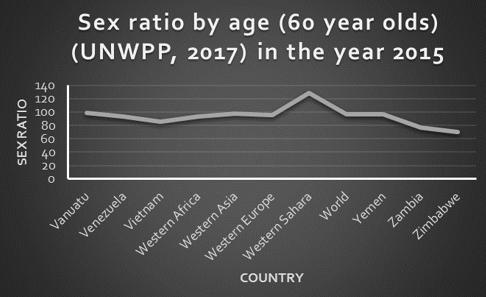 Sex ratio by age (60 year olds)
(UNWPP, 2017) in the year 2015
SEX RATIO
140
120
100
80
60
40
20
0
Vanuatu
Venezuela
Vietnam
Western Africa
Western Asia
Western Europe
Western Sahara
World
Yemen
Zambia
Zimbabwe
COUNTRY